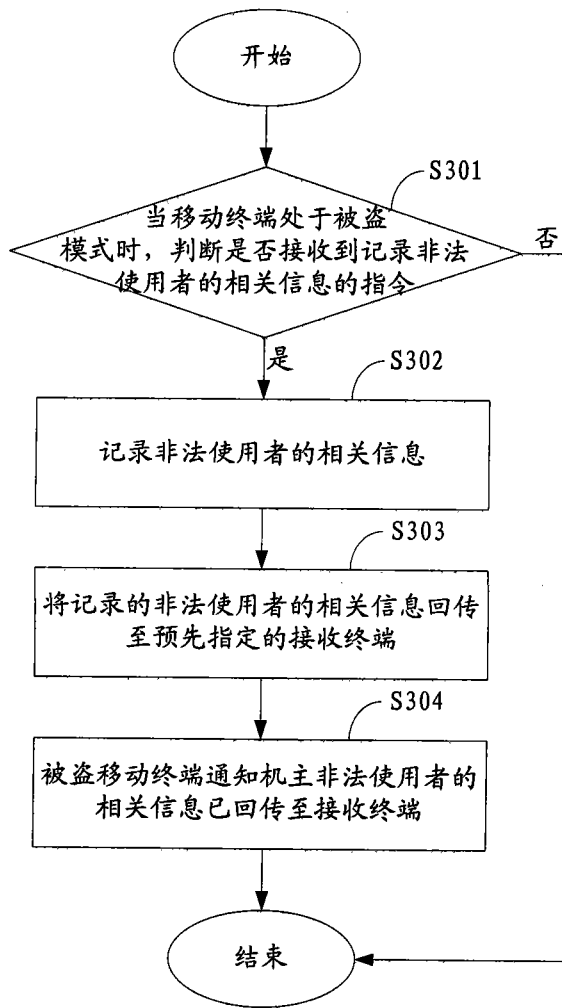 开始
S301
当移动终端处于被盗
模式时，判断是否接收到记录非法
使用者的相关信息的指令
否
是
S302
记录非法使用者的相关信息
S303
将记录的非法使用者的相关信息回传
至预先指定的接收终端
S304
被盗移动终端通知机主非法使用者的
相关信息已回传至接收终端
结束